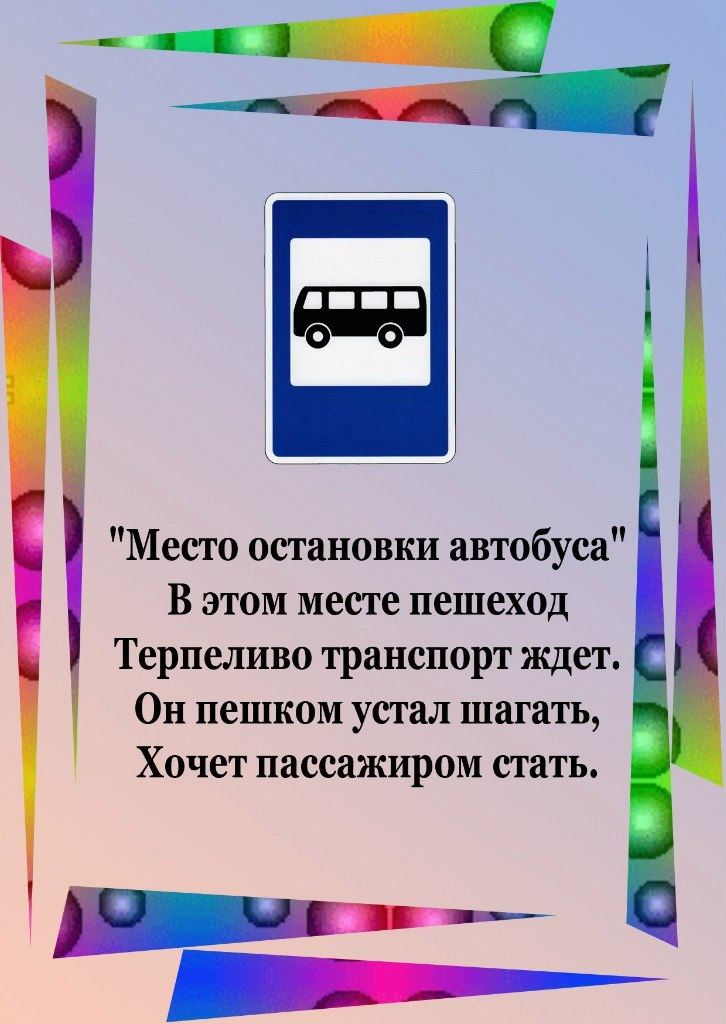 "Место остановки автобуса"
В этом месте пешеход
Терпеливо транспорт ждет.
Он пешком устал шагать,
Хочет пассажиром стать.